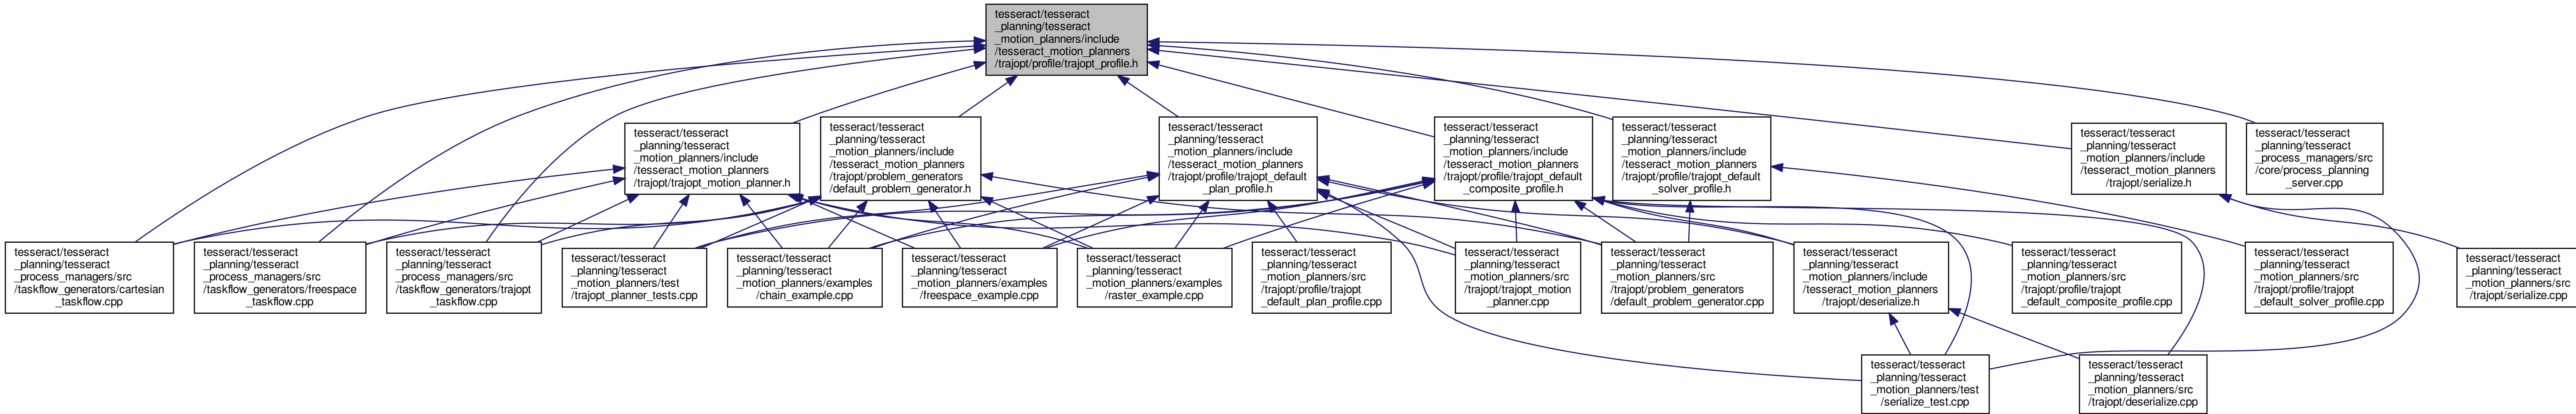 tesseract/tesseract
_planning/tesseract
_motion_planners/include
/tesseract_motion_planners
/trajopt/profile/trajopt_profile.h
tesseract/tesseract
_planning/tesseract
_motion_planners/include
/tesseract_motion_planners
/trajopt/trajopt_motion_planner.h
tesseract/tesseract
_planning/tesseract
_motion_planners/include
/tesseract_motion_planners
/trajopt/problem_generators
/default_problem_generator.h
tesseract/tesseract
_planning/tesseract
_motion_planners/include
/tesseract_motion_planners
/trajopt/profile/trajopt_default
_plan_profile.h
tesseract/tesseract
_planning/tesseract
_motion_planners/include
/tesseract_motion_planners
/trajopt/profile/trajopt_default
_composite_profile.h
tesseract/tesseract
_planning/tesseract
_motion_planners/include
/tesseract_motion_planners
/trajopt/profile/trajopt_default
_solver_profile.h
tesseract/tesseract
_planning/tesseract
_motion_planners/include
/tesseract_motion_planners
/trajopt/serialize.h
tesseract/tesseract
_planning/tesseract
_process_managers/src
/core/process_planning
_server.cpp
tesseract/tesseract
_planning/tesseract
_process_managers/src
/taskflow_generators/cartesian
_taskflow.cpp
tesseract/tesseract
_planning/tesseract
_process_managers/src
/taskflow_generators/freespace
_taskflow.cpp
tesseract/tesseract
_planning/tesseract
_process_managers/src
/taskflow_generators/trajopt
_taskflow.cpp
tesseract/tesseract
_planning/tesseract
_motion_planners/test
/trajopt_planner_tests.cpp
tesseract/tesseract
_planning/tesseract
_motion_planners/examples
/chain_example.cpp
tesseract/tesseract
_planning/tesseract
_motion_planners/examples
/freespace_example.cpp
tesseract/tesseract
_planning/tesseract
_motion_planners/examples
/raster_example.cpp
tesseract/tesseract
_planning/tesseract
_motion_planners/src
/trajopt/profile/trajopt
_default_plan_profile.cpp
tesseract/tesseract
_planning/tesseract
_motion_planners/src
/trajopt/trajopt_motion
_planner.cpp
tesseract/tesseract
_planning/tesseract
_motion_planners/src
/trajopt/problem_generators
/default_problem_generator.cpp
tesseract/tesseract
_planning/tesseract
_motion_planners/include
/tesseract_motion_planners
/trajopt/deserialize.h
tesseract/tesseract
_planning/tesseract
_motion_planners/src
/trajopt/profile/trajopt
_default_composite_profile.cpp
tesseract/tesseract
_planning/tesseract
_motion_planners/src
/trajopt/profile/trajopt
_default_solver_profile.cpp
tesseract/tesseract
_planning/tesseract
_motion_planners/src
/trajopt/serialize.cpp
tesseract/tesseract
_planning/tesseract
_motion_planners/test
/serialize_test.cpp
tesseract/tesseract
_planning/tesseract
_motion_planners/src
/trajopt/deserialize.cpp